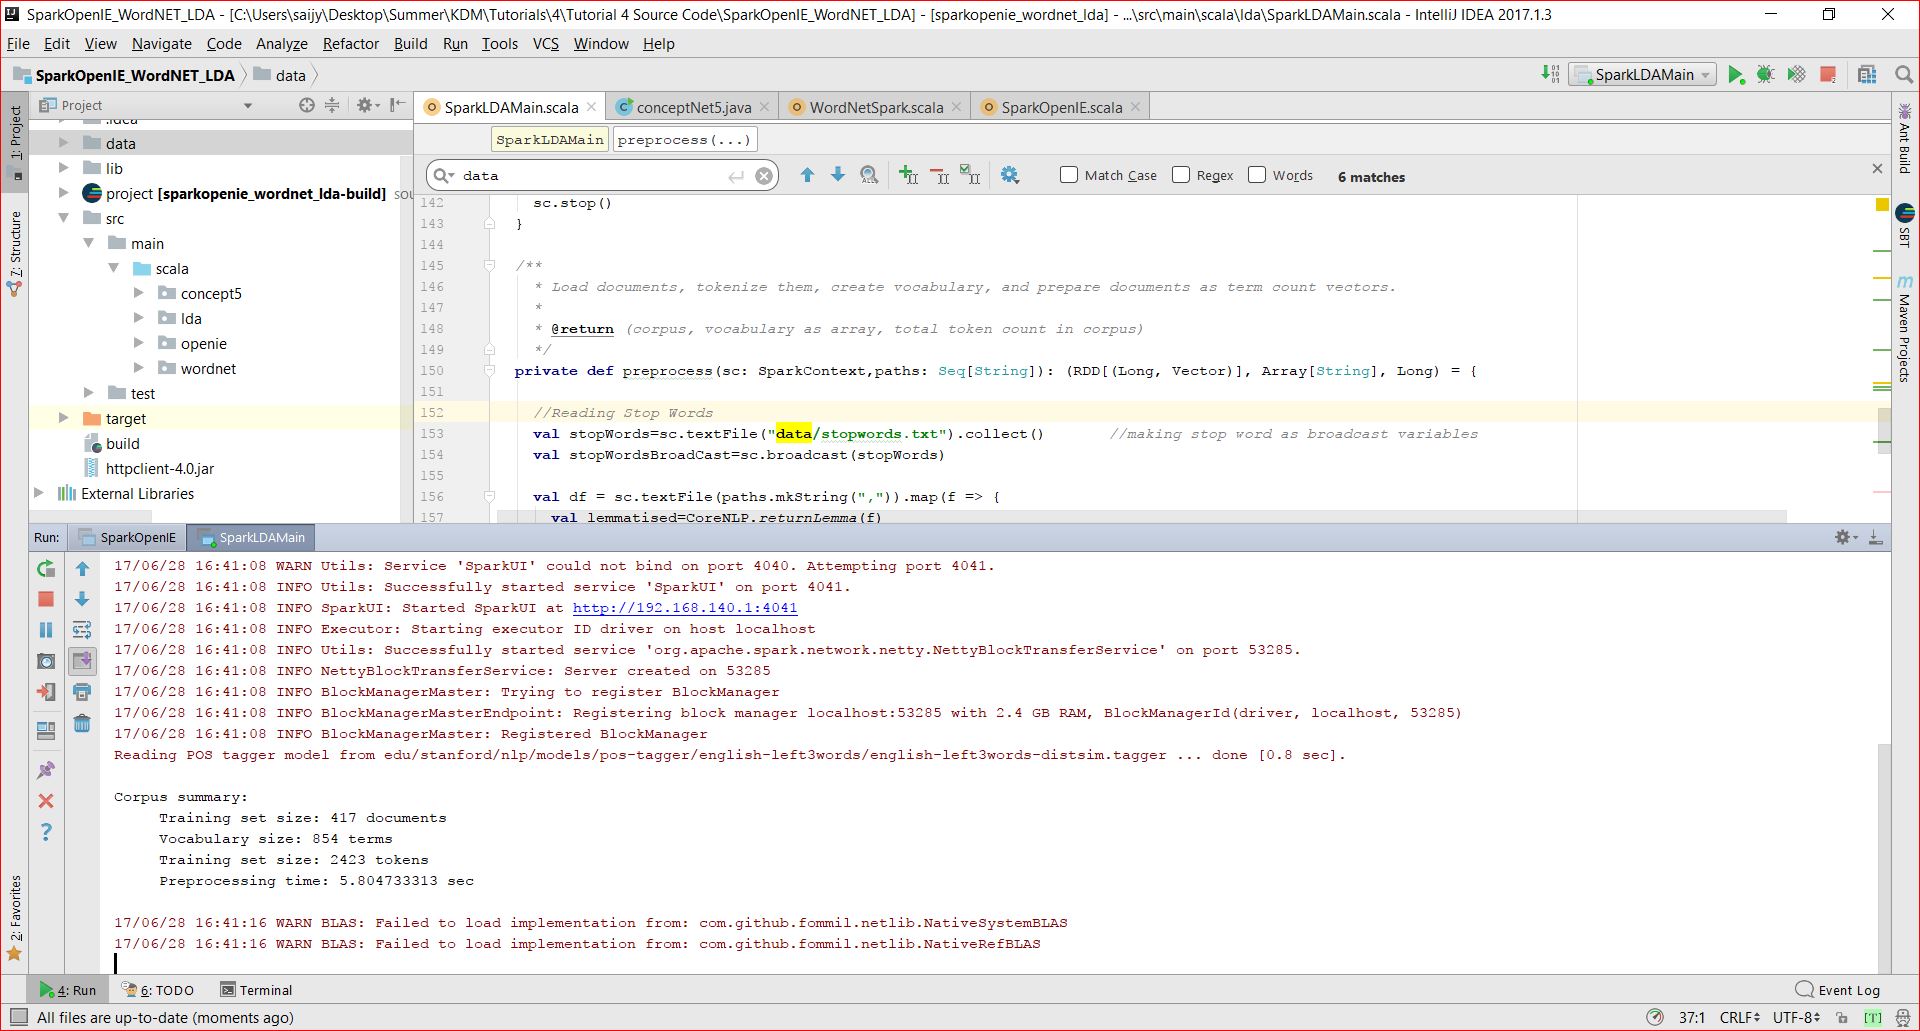 SparkOpenIE_WordNET_LDA - [C:\Users\saijy\Desktop\Summer\KDM\Tutorials\4\Tutorial 4 Source Code\SparkOpenIE_WordNET_LDA] - [sparkopenie_wordnet_lda] - ...\src\main\scala\lda\SparkLDAMain.scala - IntelliJ IDEA 2017.1.3
File Edit View Navigate Code Analyze Refactor Build Run Tools VCS Window Help
SparkOpenIE_WordNET_LDA data SparkLDAMain
Project SparkLDAMain.scala conceptNet5.java WordNetSpark.scala SparkOpenIE.scala
1: Project
7: Structure
2: Favorites
.idea
data
lib
project [sparkopenie_wordnet_lda-build] sou
src
main
scala
concept5
lda
openie
wordnet
test
target
build
httpclient-4.0.jar
External Libraries
SparkLDAMain preprocess(...)
data Match Case Regex Words 6 matches
142 sc.stop()
143 }
144
145 /**
146 * Load documents, tokenize them, create vocabulary, and prepare documents as term count vectors.
147 *
148 * @return (corpus, vocabulary as array, total token count in corpus)
149 */
150 private def preprocess(sc: SparkContext,paths: Seq[String]): (RDD[(Long, Vector)], Array[String], Long) = {
151
152 //Reading Stop Words
153 val stopWords=sc.textFile("data/stopwords.txt").collect() //making stop word as broadcast variables
154 val stopWordsBroadCast=sc.broadcast(stopWords)
155
156 val df = sc.textFile(paths.mkString(",")).map(f => {
157 val lemmatised=CoreNLP.returnLemma(f)
Ant Build
SBT
Maven Projects
Run: SparkOpenIE SparkLDAMain
17/06/28 16:41:08 WARN Utils: Service 'SparkUI' could not bind on port 4040. Attempting port 4041.
17/06/28 16:41:08 INFO Utils: Successfully started service 'SparkUI' on port 4041.
17/06/28 16:41:08 INFO SparkUI: Started SparkUI at http://192.168.140.1:4041
17/06/28 16:41:08 INFO Executor: Starting executor ID driver on host localhost
17/06/28 16:41:08 INFO Utils: Successfully started service 'org.apache.spark.network.netty.NettyBlockTransferService' on port 53285.
17/06/28 16:41:08 INFO NettyBlockTransferService: Server created on 53285
17/06/28 16:41:08 INFO BlockManagerMaster: Trying to register BlockManager
17/06/28 16:41:08 INFO BlockManagerMasterEndpoint: Registering block manager localhost:53285 with 2.4 GB RAM, BlockManagerId(driver, localhost, 53285)
17/06/28 16:41:08 INFO BlockManagerMaster: Registered BlockManager
Reading POS tagger model from edu/stanford/nlp/models/pos-tagger/english-left3words/english-left3words-distsim.tagger ... done [0.8 sec].
Corpus summary:
Training set size: 417 documents
Vocabulary size: 854 terms
Training set size: 2423 tokens
Preprocessing time: 5.804733313 sec
17/06/28 16:41:16 WARN BLAS: Failed to load implementation from: com.github.fommil.netlib.NativeSystemBLAS
17/06/28 16:41:16 WARN BLAS: Failed to load implementation from: com.github.fommil.netlib.NativeRefBLAS
4: Run 6: TODO Terminal Event Log
All files are up-to-date (moments ago) 37:1 CRLF UTF-8 [T]